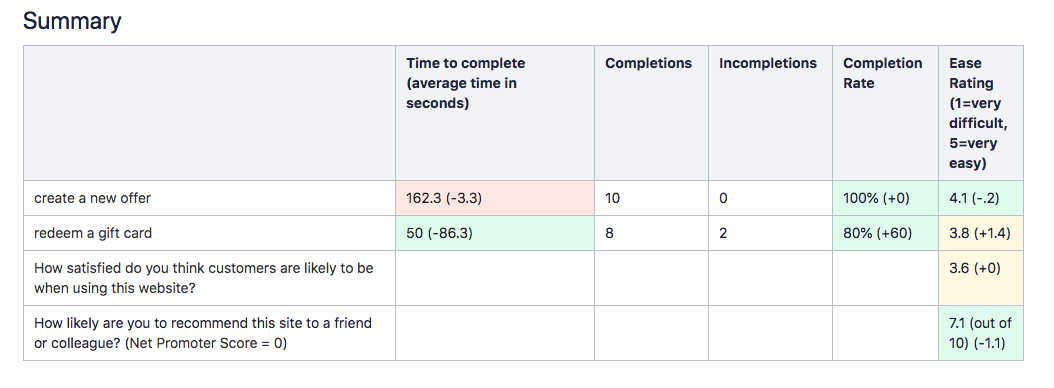 Summary
Time to complete
(average time in
seconds)
Completions
Incompletions
Completion
Rate
Ease
Rating
(1=very
difficult,
5=very
easy)
create a new offer
162.3 (-3.3)
10
0
100% (+0)
4.1 (-.2)
redeem a gift card
50 (-86.3)
8
2
80% (+60)
3.8 (+1.4)
How satisfied do you think customers are likely to be
when using this website?
3.6 (+0)
How likely are you to recommend this site to a friend
or colleague? (Net Promoter Score = 0)
7.1 (out of
10) (-1.1)